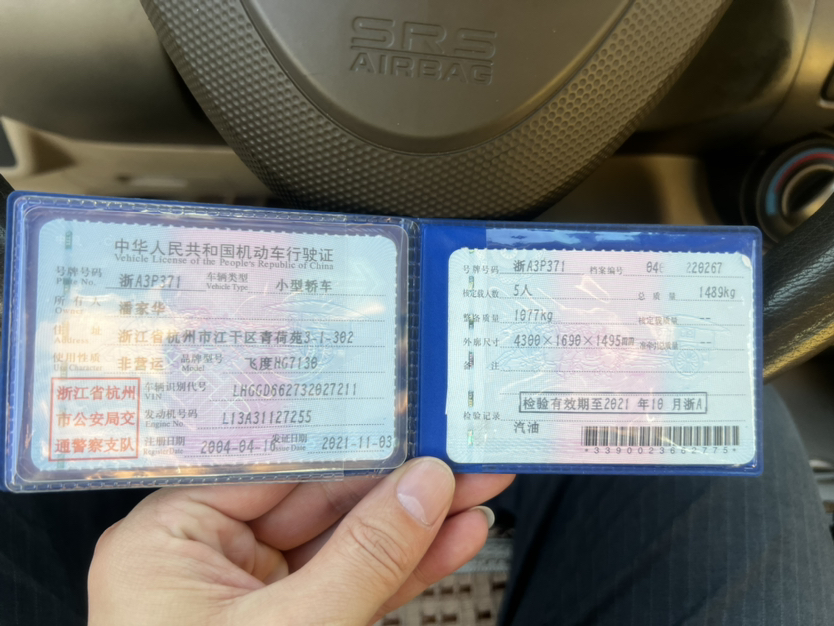 SRS
AIRBAG
中华人民共和国机动车行驶证
Vehicle License of the People's Republic of China
号牌号码 浙A3P371 车辆类型 小型轿车
Plate No. Vehicle Type
所有人 潘家华
Owner
住址 浙江省杭州市江干区青荷苑3-1-302
Address
使用性质 非营运 品牌型号 飞度HG7130
Use Character Model
浙江省杭州
市公安局交
通警察支队
车辆识别代号
VIN
发动机号码 L13A31127255
Engine No.
注册日期 2004-04-10 发证日期 2021-11-03
Register Date Issue Date
号牌号码 浙A3P371 档案编号 220267
核定载人数 5人 总质量 1489kg
整备质量 1077kg 核定载质量 --
外廓尺寸 4300×1690×1495mm --
备注
检验有效期至2021年10月浙A
检验记录
汽油